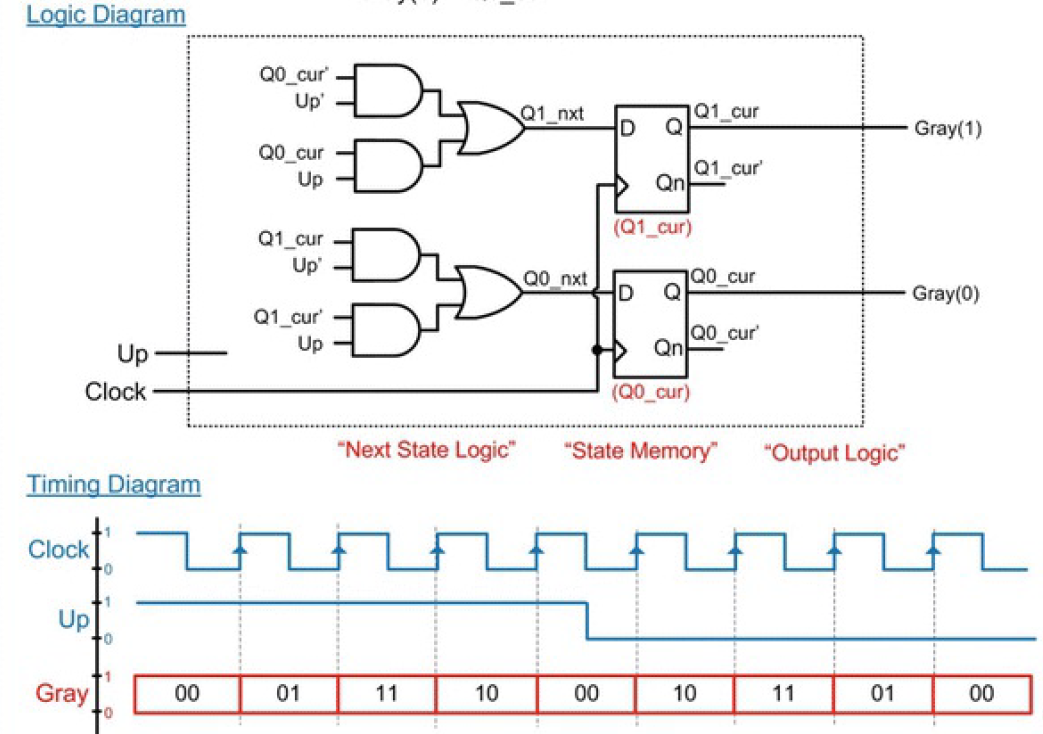 Logic Diagram
Q0_cur'
Up'
Q1_nxt
Q1_cur
D
Q
Gray(1)
Q0_cur
Up
Q1_cur'
Qn
(Q1_cur)
Q1_cur
Up'
Q0_nxt
Q0_cur
D
Q
Gray(0)
Q1_cur'
Up
Q0_cur'
Qn
Up
Clock
(Q0_cur)
“Next State Logic” “State Memory” “Output Logic”
Timing Diagram
Clock
1
0
Up
1
0
Gray
1
0
00 01 11 10 00 10 11 01 00